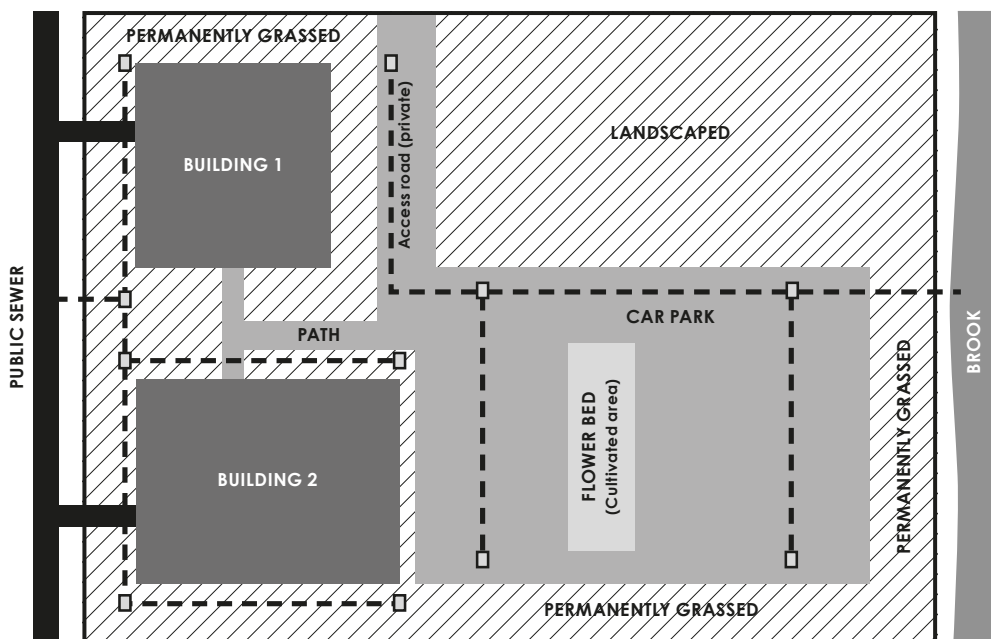 PERMANENTLY GRASSED
BUILDING 1
Access road (private)
LANDSCAPED
PUBLIC SEWER
PATH
CAR PARK
BROOK
FLOWER BED
(Cultivated area)
PERMANENTLY GRASSED
BUILDING 2
PERMANENTLY GRASSED